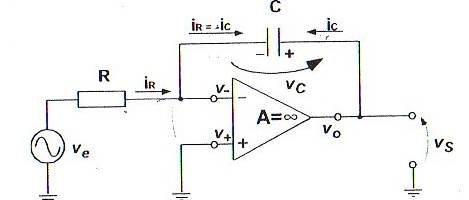 C
iR = -iC
iC
- +
R
iR
vC
v-
-
A=∞
v+
+
vo
ve
vS